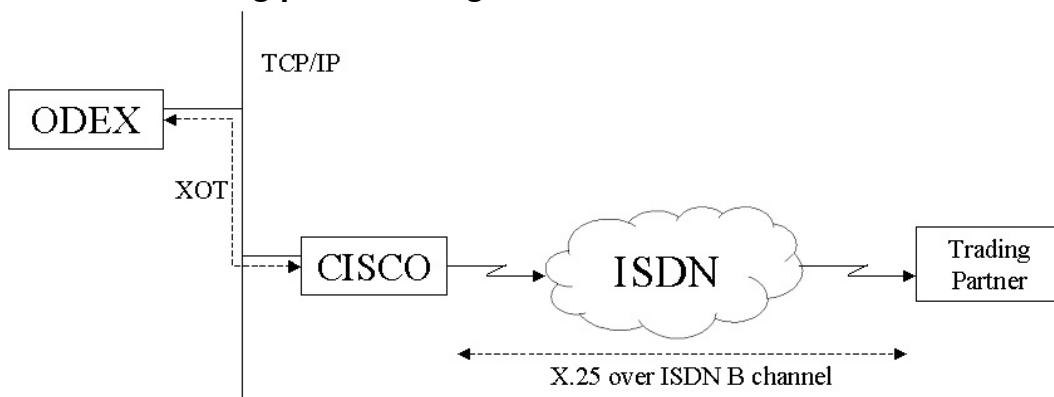 TCP/IP
ODEX
XOT
CISCO
ISDN
Trading
Partner
X.25 over ISDN B channel